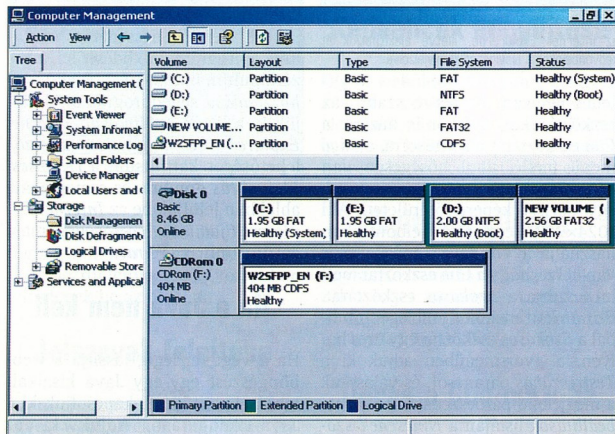 Computer Management
Action View
Tree
Computer Management (
System Tools
Event Viewer
System Informat
Performance Log
Shared Folders
Device Manager
Local Users and
Storage
Disk Managemen
Disk Defragmente
Logical Drives
Removable Stora
Services and Applicat
Volume Layout Type File System Status
(C:) Partition Basic FAT Healthy (System)
(D:) Partition Basic NTFS Healthy (Boot)
(E:) Partition Basic FAT Healthy
NEW VOLUME... Partition Basic FAT32 Healthy
W2SFPP_EN (... Partition Basic CDFS Healthy
Disk 0
Basic
8.46 GB
Online
(C:)
1.95 GB FAT
Healthy (System)
(E:)
1.95 GB FAT
Healthy
(D:)
2.00 GB NTFS
Healthy (Boot)
NEW VOLUME (
2.56 GB FAT32
Healthy
CDRom 0
CDRom (F:)
404 MB
Online
W2SFPP_EN (F:)
404 MB CDFS
Healthy
Primary Partition Extended Partition Logical Drive